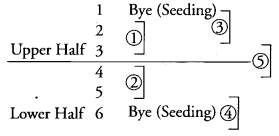 1 Bye (Seeding)
③
2
①
Upper Half 3
⑤
4
②
5
Lower Half 6 Bye (Seeding) ④